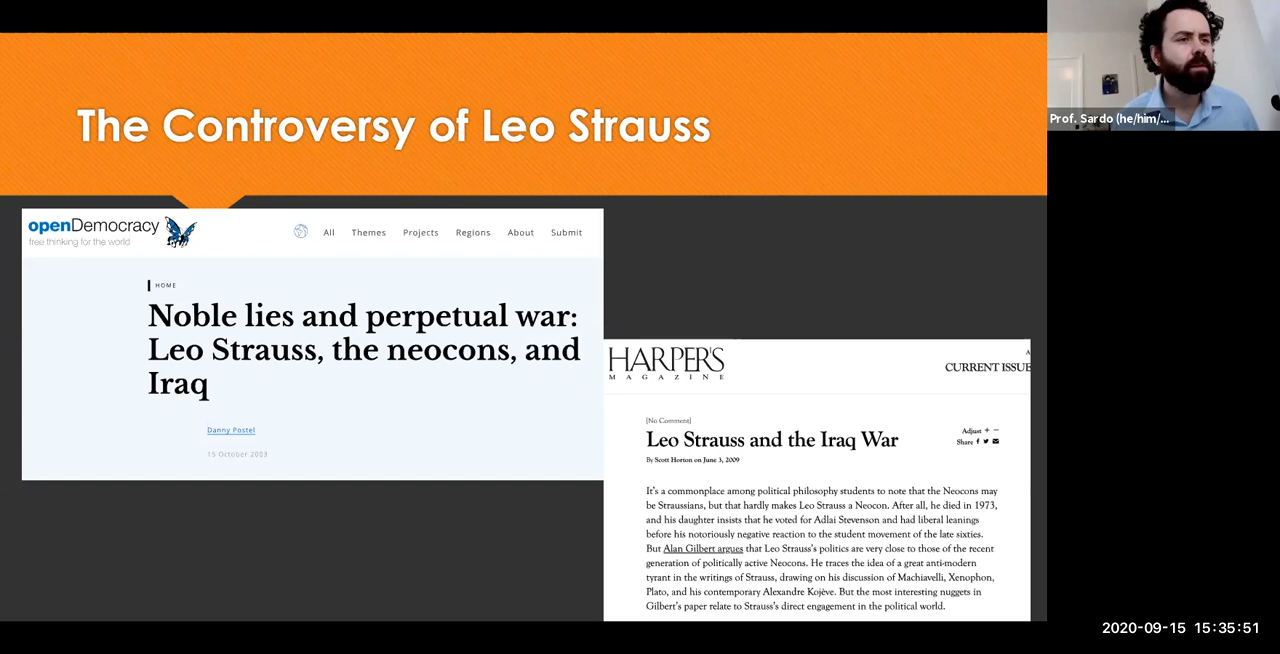 The Controversy of Leo Strauss
Prof. Sardo (he/him/...
openDemocracy
free thinking for the world
All Themes Projects Regions About Submit
HOME
Noble lies and perpetual war:
Leo Strauss, the neocons, and
Iraq
Danny Postel
15 October 2003
HARPER'S
MAGAZINE
A
CURRENT ISSUE
[No Comment]
Leo Strauss and the Iraq War
Adjust + −
Share
By Scott Horton on June 3, 2009
It's a commonplace among political philosophy students to note that the Neocons may
be Straussians, but that hardly makes Leo Strauss a Neocon. After all, he died in 1973,
and his daughter insists that he voted for Adlai Stevenson and had liberal leanings
before his notoriously negative reaction to the student movement of the late sixties.
But Alan Gilbert argues that Leo Strauss's politics are very close to those of the recent
generation of politically active Neocons. He traces the idea of a great anti-modern
tyrant in the writings of Strauss, drawing on his discussion of Machiavelli, Xenophon,
Plato, and his contemporary Alexandre Kojève. But the most interesting nuggets in
Gilbert's paper relate to Strauss's direct engagement in the political world.
2020-09-15 15:35:51